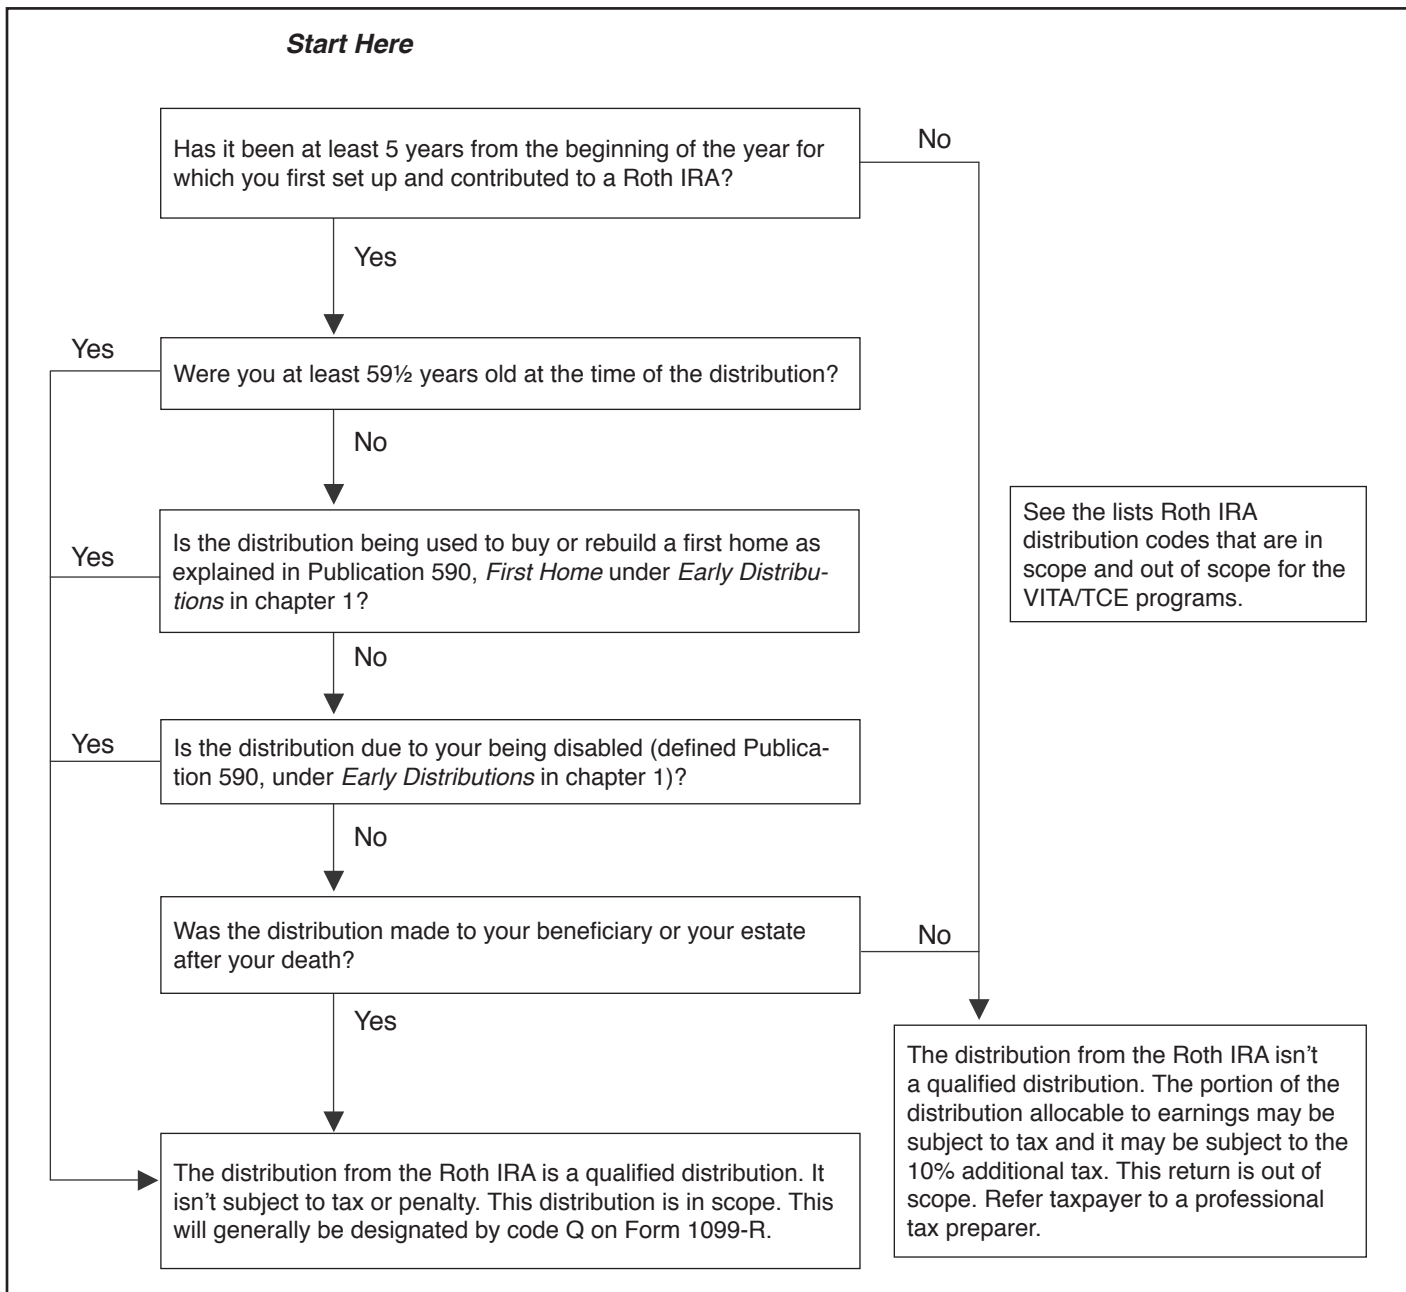 Start Here
Has it been at least 5 years from the beginning of the year for
which you first set up and contributed to a Roth IRA?
No
Yes
Yes
Were you at least 59½ years old at the time of the distribution?
No
Yes
Is the distribution being used to buy or rebuild a first home as
explained in Publication 590, First Home under Early Distribu-
tions in chapter 1?
See the lists Roth IRA
distribution codes that are in
scope and out of scope for the
VITA/TCE programs.
No
Yes
Is the distribution due to your being disabled (defined Publica-
tion 590, under Early Distributions in chapter 1)?
No
Was the distribution made to your beneficiary or your estate
after your death?
No
Yes
The distribution from the Roth IRA isn’t
a qualified distribution. The portion of the
distribution allocable to earnings may be
subject to tax and it may be subject to the
10% additional tax. This return is out of
scope. Refer taxpayer to a professional
tax preparer.
The distribution from the Roth IRA is a qualified distribution. It
isn’t subject to tax or penalty. This distribution is in scope. This
will generally be designated by code Q on Form 1099-R.